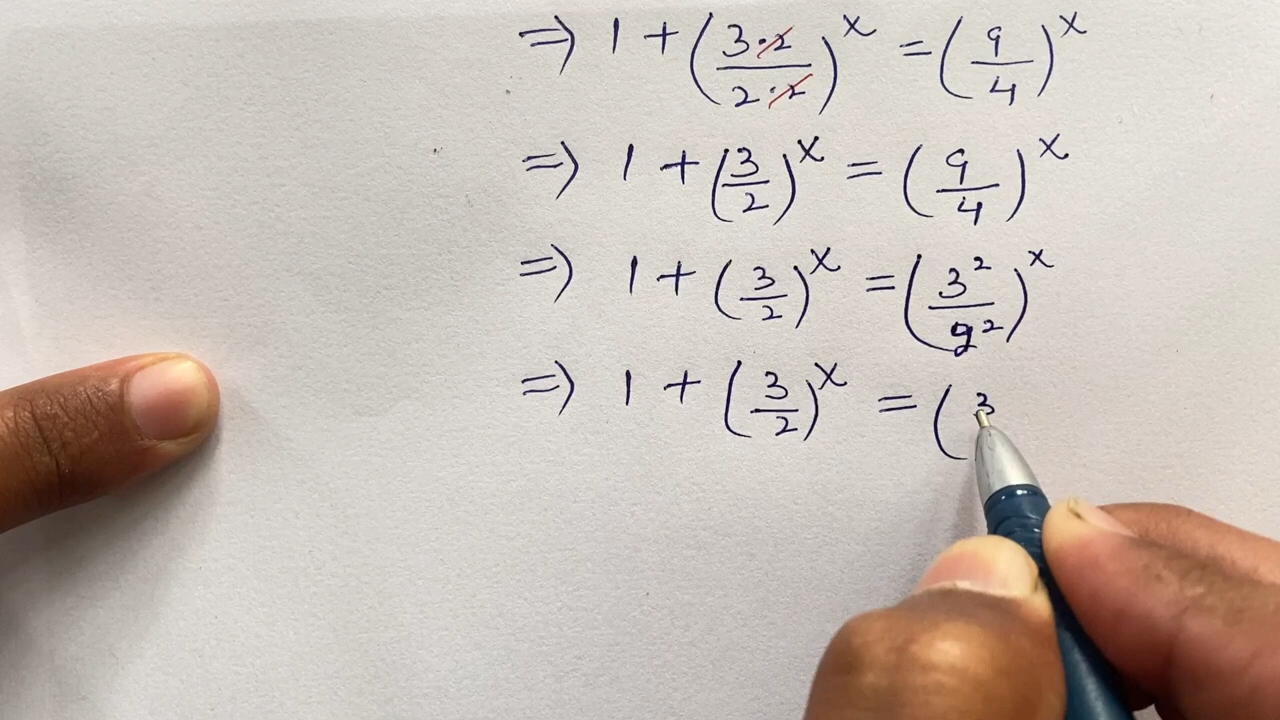 ⇒ 1 + (3·2/2·2)^x = (9/4)^x
⇒ 1 + (3/2)^x = (9/4)^x
⇒ 1 + (3/2)^x = (3²/2²)^x
⇒ 1 + (3/2)^x = (3